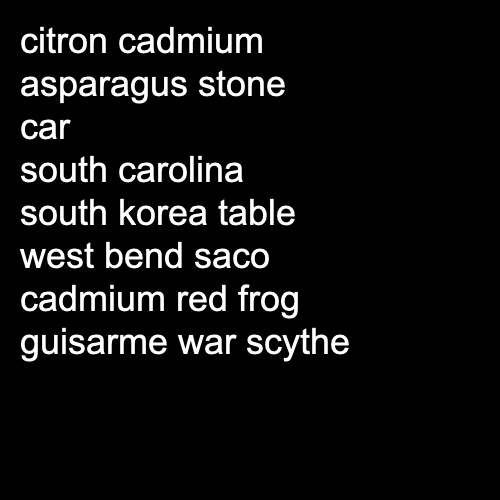 citron cadmium
asparagus stone
car
south carolina
south korea table
west bend saco
cadmium red frog
guisarme war scythe